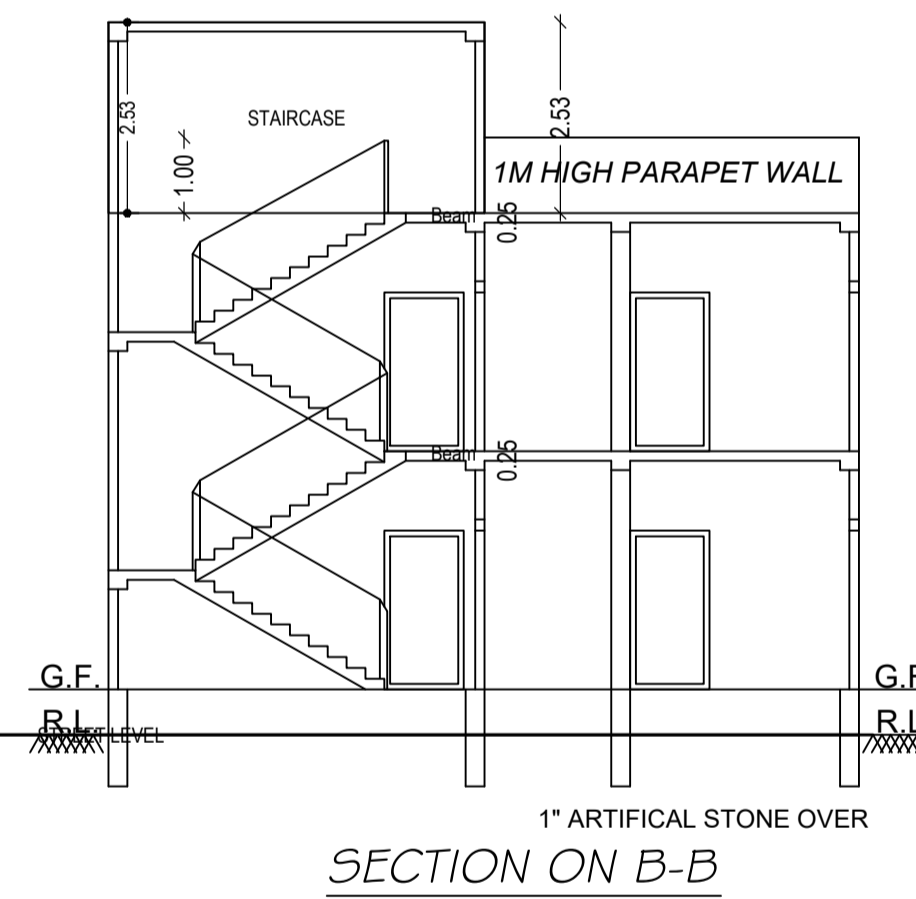 2.53
2.53
STAIRCASE
1.00
1M HIGH PARAPET WALL
Beam
0.25
Beam
0.25
G.F.
G.F
R.L.
STREET LEVEL
R.L
1" ARTIFICAL STONE OVER
SECTION ON B-B